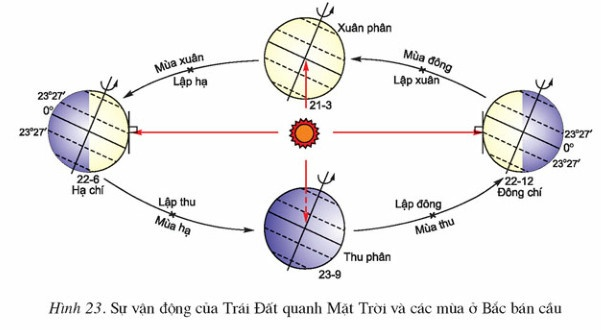 Xuân phân
21-3
Mùa xuân
Lập hạ
Mùa đông
Lập xuân
23°27'
0°
23°27'
22-6
Hạ chí
23°27'
0°
23°27'
22-12
Đông chí
Lập thu
Mùa hạ
Lập đông
Mùa thu
Thu phân
23-9
Hình 23. Sự vận động của Trái Đất quanh Mặt Trời và các mùa ở Bắc bán cầu